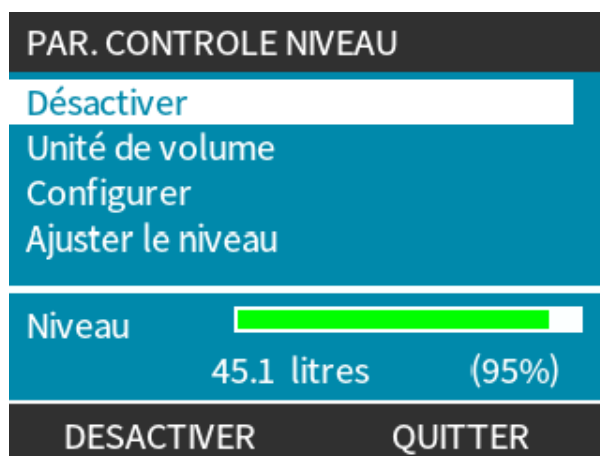 PAR. CONTROLE NIVEAU
Désactiver
Unité de volume
Configurer
Ajuster le niveau
Niveau
45.1 litres (95%)
DESACTIVER QUITTER